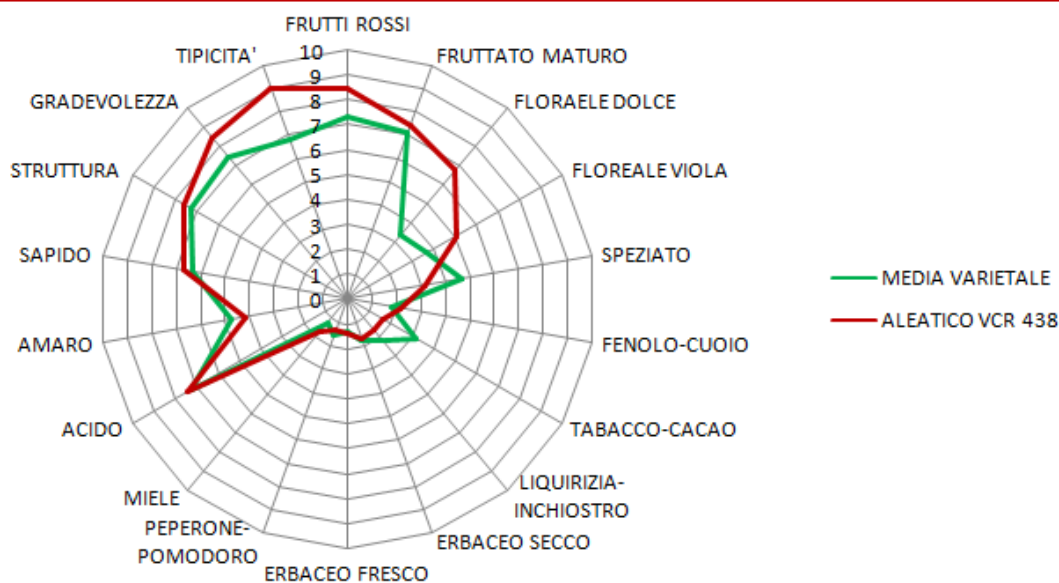 FRUTTI ROSSI
FRUTTATO MATURO
FLORAELE DOLCE
FLOREALE VIOLA
SPEZIATO
FENOLO-CUOIO
TABACCO-CACAO
LIQUIRIZIA-
INCHIOSTRO
ERBACEO SECCO
ERBACEO FRESCO
PEPERONE-
POMODORO
MIELE
ACIDO
AMARO
SAPIDO
STRUTTURA
GRADEVOLEZZA
TIPICITA'
10
9
8
7
6
5
4
3
2
1
0
MEDIA VARIETALE
ALEATICO VCR 438